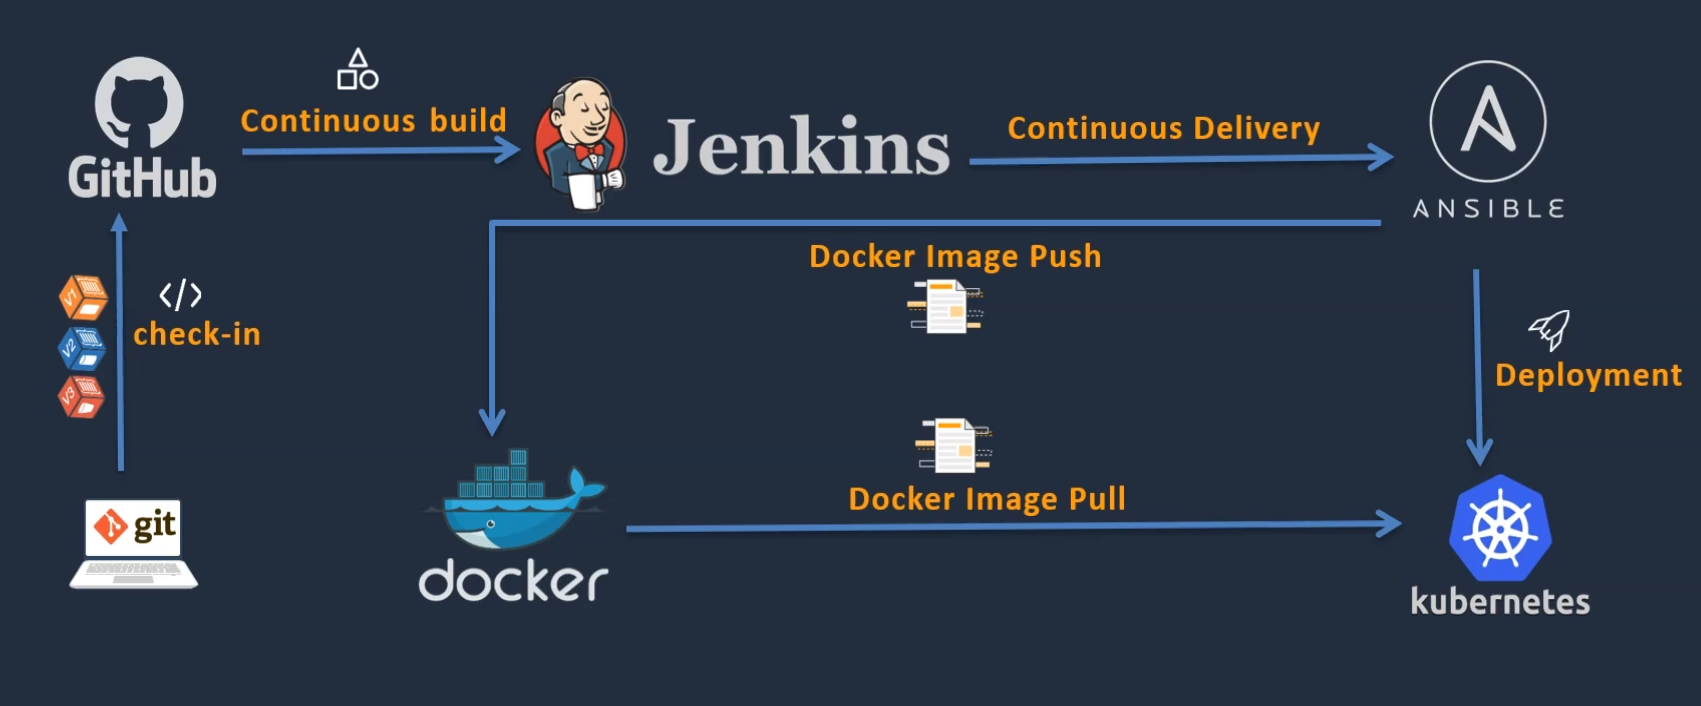 GitHub
Continuous build
Jenkins
Continuous Delivery
ANSIBLE
Docker Image Push
V1
V2
V3
</>
check-in
Deployment
git
docker
Docker Image Pull
kubernetes